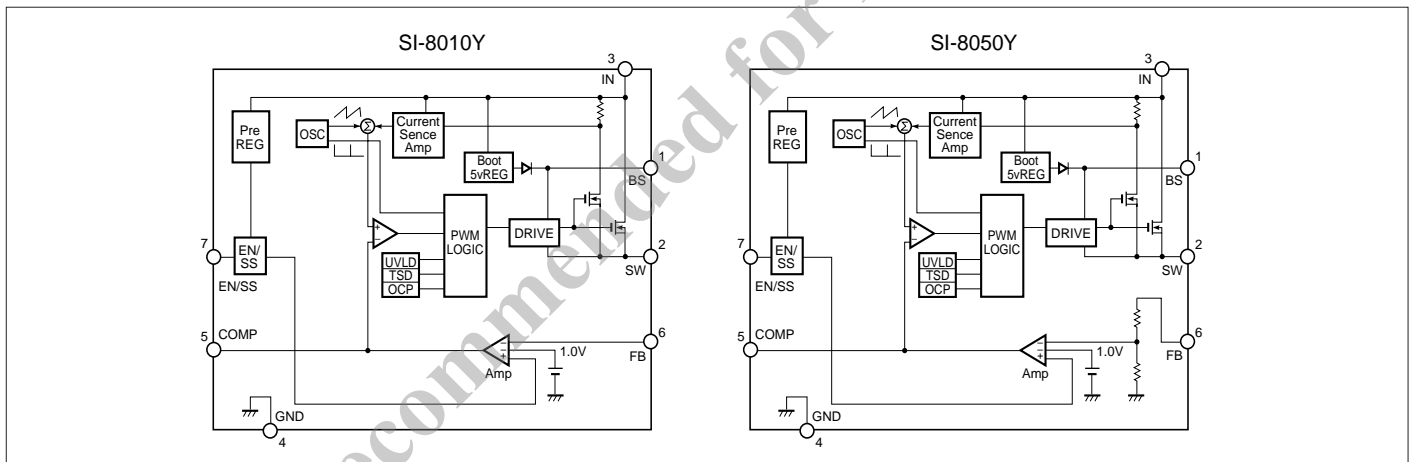 SI-8010Y
3
IN
Pre
REG
OSC
Σ
Current
Sence
Amp
Boot
5vREG
1
BS
7
EN/
SS
EN/SS
+
−
PWM
LOGIC
DRIVE
2
SW
UVLD
TSD
OCP
5
COMP
6
FB
−
−
+
Amp
1.0V
GND
4
SI-8050Y
3
IN
Pre
REG
OSC
Σ
Current
Sence
Amp
Boot
5vREG
1
BS
7
EN/
SS
EN/SS
+
−
PWM
LOGIC
DRIVE
2
SW
UVLD
TSD
OCP
5
COMP
6
FB
−
−
+
Amp
1.0V
GND
4
ecommended for